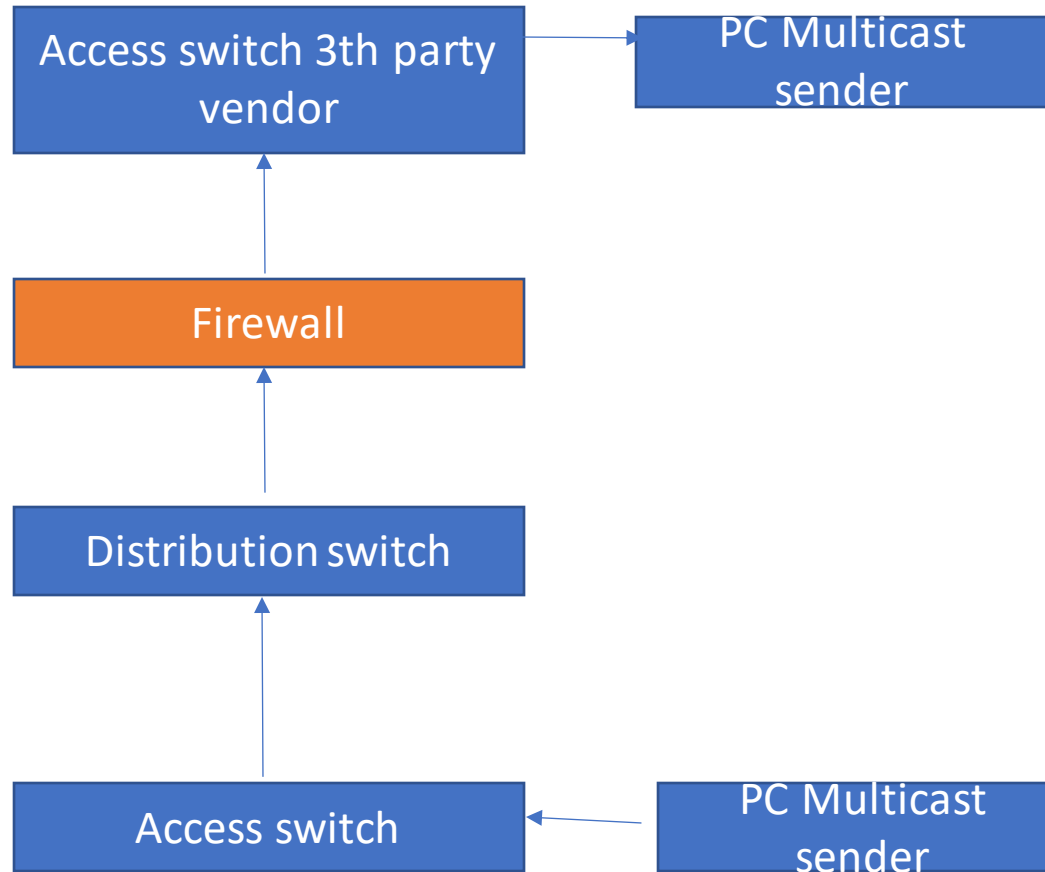 Access switch 3th party
vendor
PC Multicast
sender
Firewall
Distribution switch
Access switch
PC Multicast
sender